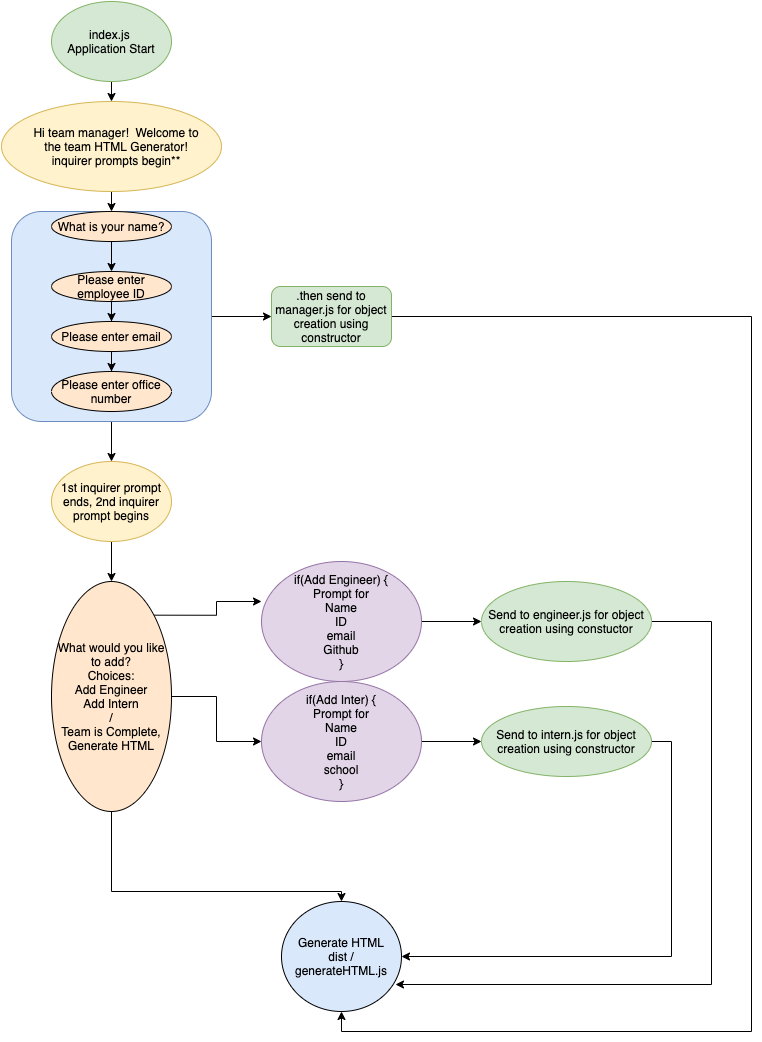 index.js
Application Start
Hi team manager!  Welcome to
the team HTML Generator!
inquirer prompts begin**
What is your name?
Please enter
employee ID
Please enter email
Please enter office
number
.then send to
manager.js for object
creation using
constructor
1st inquirer prompt
ends, 2nd inquirer
prompt begins
if(Add Engineer) {
Prompt for
Name
ID
email
Github
}
Send to engineer.js for object
creation using constuctor
What would you like
to add?
Choices:
Add Engineer
Add Intern
/
Team is Complete,
Generate HTML
if(Add Inter) {
Prompt for
Name
ID
email
school
}
Send to intern.js for object
creation using constructor
Generate HTML
dist /
generateHTML.js